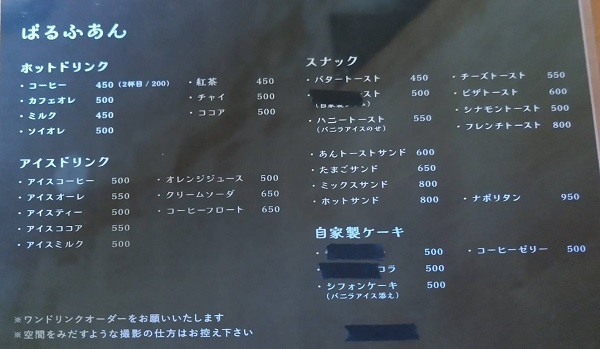 ぱるふあん
ホットドリンク
・コーヒー 450 (2杯目/200)
・カフェオレ 500
・ミルク 450
・ソイオレ 500
・紅茶 450
・チャイ 500
・ココア 500
アイスドリンク
・アイスコーヒー 500
・アイスオーレ 550
・アイスティー 500
・アイスココア 550
・アイスミルク 500
・オレンジジュース 500
・クリームソーダ 650
・コーヒーフロート 650
※ワンドリンクオーダーをお願いいたします
※空間をみだすような撮影の仕方はお控え下さい
スナック
・バタートースト 450
トースト 500
(自家製
・ハニートースト 550
(バニラアイスのせ)
・チーズトースト 550
・ピザトースト 600
・シナモントースト 500
・フレンチトースト 800
・あんトーストサンド 600
・たまごサンド 650
・ミックスサンド 800
・ホットサンド 800
・ナポリタン 950
自家製ケーキ
・ 500
・ コラ 500
・シフォンケーキ 500
(バニラアイス添え)
・コーヒーゼリー 500